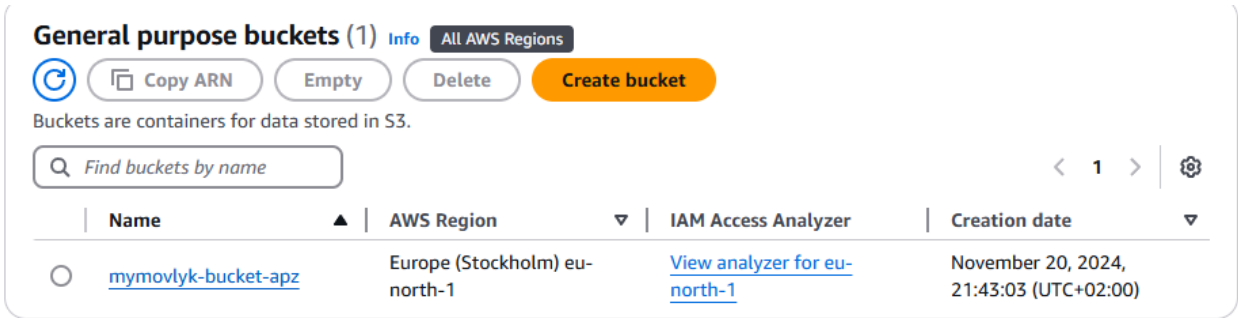 General purpose buckets (1) Info All AWS Regions
Copy ARN Empty Delete Create bucket
Buckets are containers for data stored in S3.
Find buckets by name 1
Name AWS Region IAM Access Analyzer Creation date
mymovlyk-bucket-apz Europe (Stockholm) eu- View analyzer for eu- November 20, 2024,
north-1 north-1 21:43:03 (UTC+02:00)